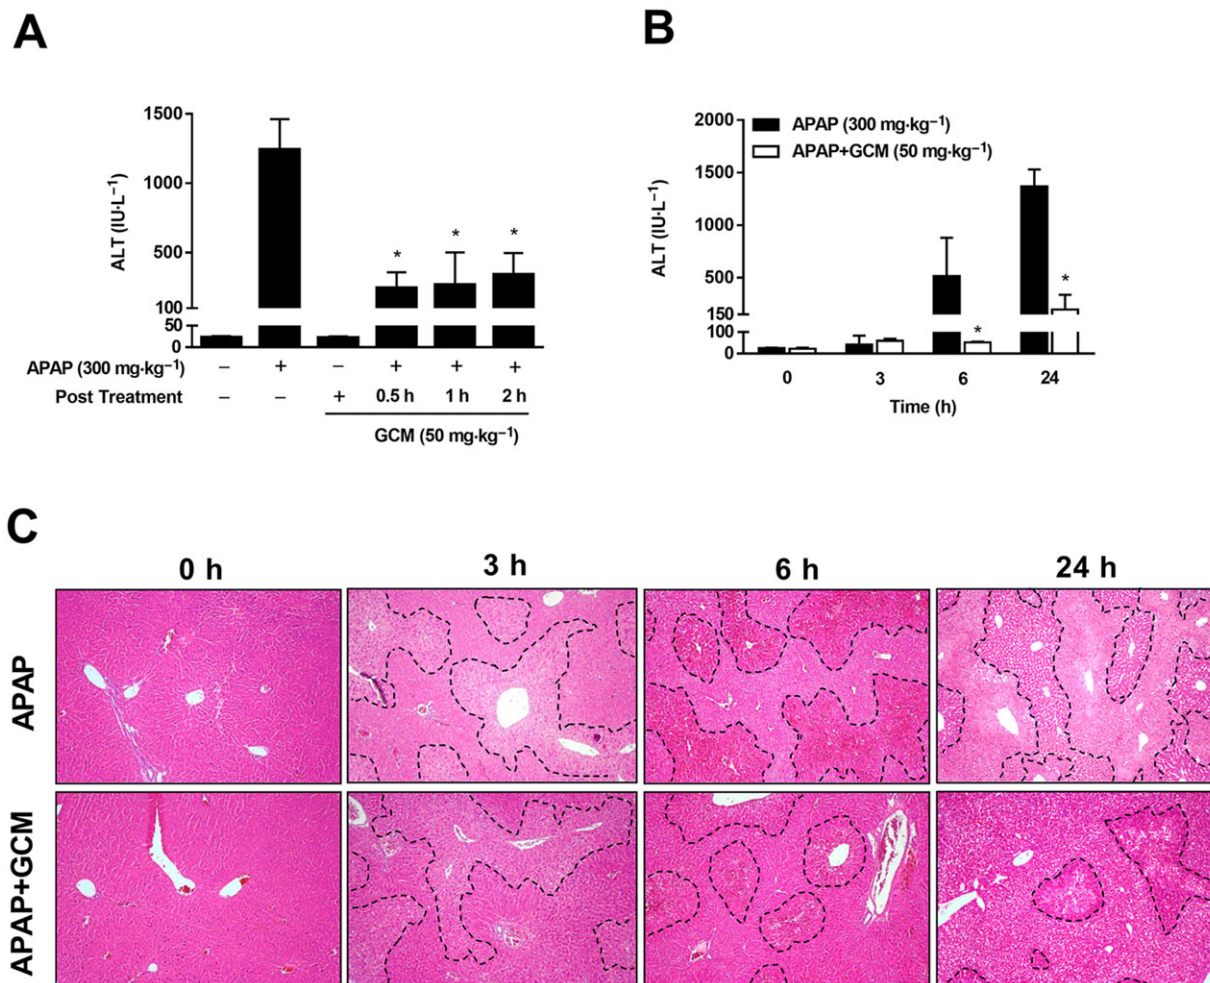 A
1500
1000
500
100
50
0
ALT (IU·L⁻¹)
APAP (300 mg·kg⁻¹) – + – + + +
Post Treatment – – + 0.5 h 1 h 2 h
GCM (50 mg·kg⁻¹)
* * *
B
2000
1500
1000
500
150
100
0
ALT (IU·L⁻¹)
APAP (300 mg·kg⁻¹)
APAP+GCM (50 mg·kg⁻¹)
* *
0 3 6 24
Time (h)
C
0 h 3 h 6 h 24 h
APAP
APAP+GCM